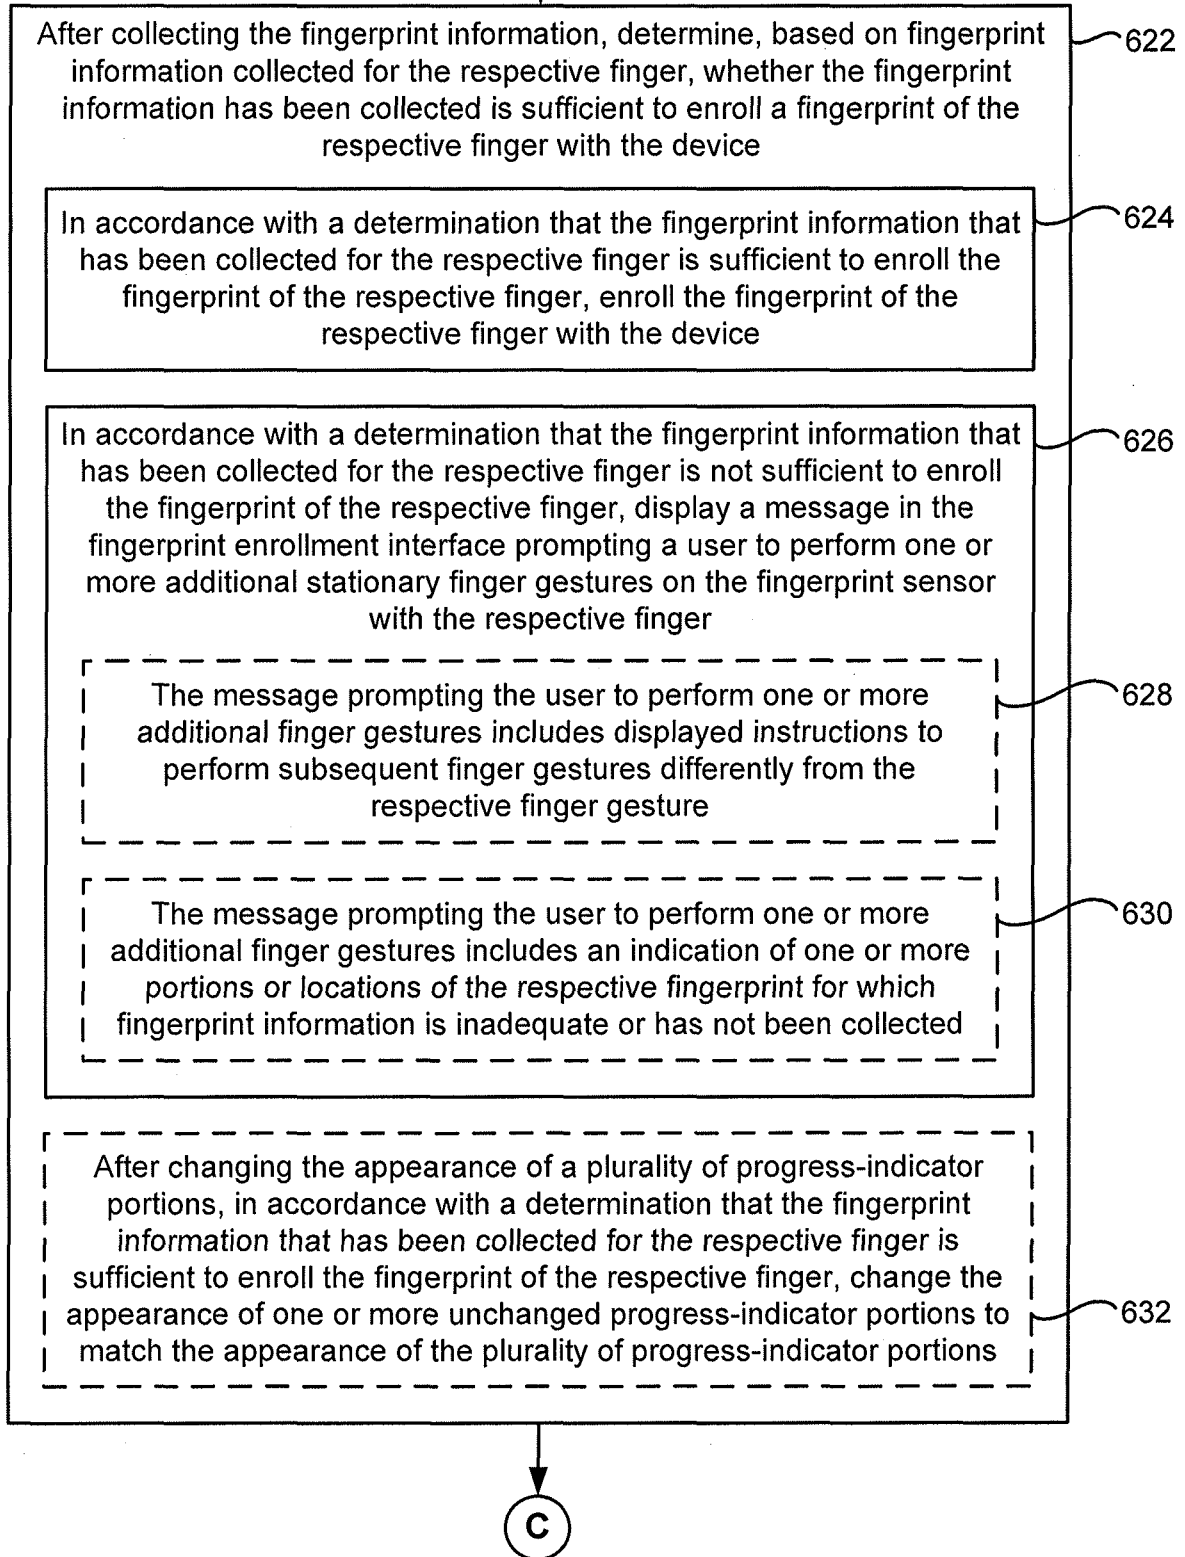 After collecting the fingerprint information, determine, based on fingerprint
information collected for the respective finger, whether the fingerprint
information has been collected is sufficient to enroll a fingerprint of the
respective finger with the device
622
In accordance with a determination that the fingerprint information that
has been collected for the respective finger is sufficient to enroll the
fingerprint of the respective finger, enroll the fingerprint of the
respective finger with the device
624
In accordance with a determination that the fingerprint information that
has been collected for the respective finger is not sufficient to enroll
the fingerprint of the respective finger, display a message in the
fingerprint enrollment interface prompting a user to perform one or
more additional stationary finger gestures on the fingerprint sensor
with the respective finger
626
The message prompting the user to perform one or more
additional finger gestures includes displayed instructions to
perform subsequent finger gestures differently from the
respective finger gesture
628
The message prompting the user to perform one or more
additional finger gestures includes an indication of one or more
portions or locations of the respective fingerprint for which
fingerprint information is inadequate or has not been collected
630
After changing the appearance of a plurality of progress-indicator
portions, in accordance with a determination that the fingerprint
information that has been collected for the respective finger is
sufficient to enroll the fingerprint of the respective finger, change the
appearance of one or more unchanged progress-indicator portions to
match the appearance of the plurality of progress-indicator portions
632
C